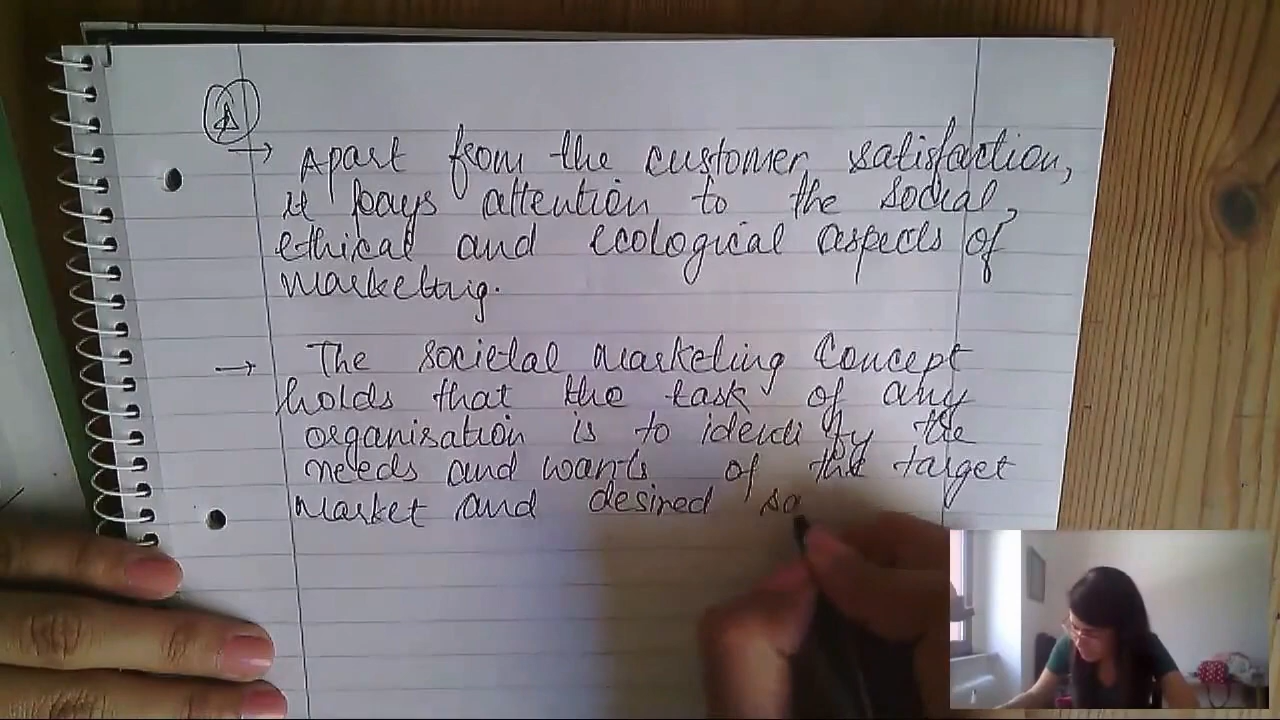 A
→ Apart from the customer satisfaction,
it pays attention to the social,
ethical and ecological aspects of
marketing.
→ The societal marketing Concept
holds that the task of any
organisation is to identify the
needs and wants of the target
market and desired sa